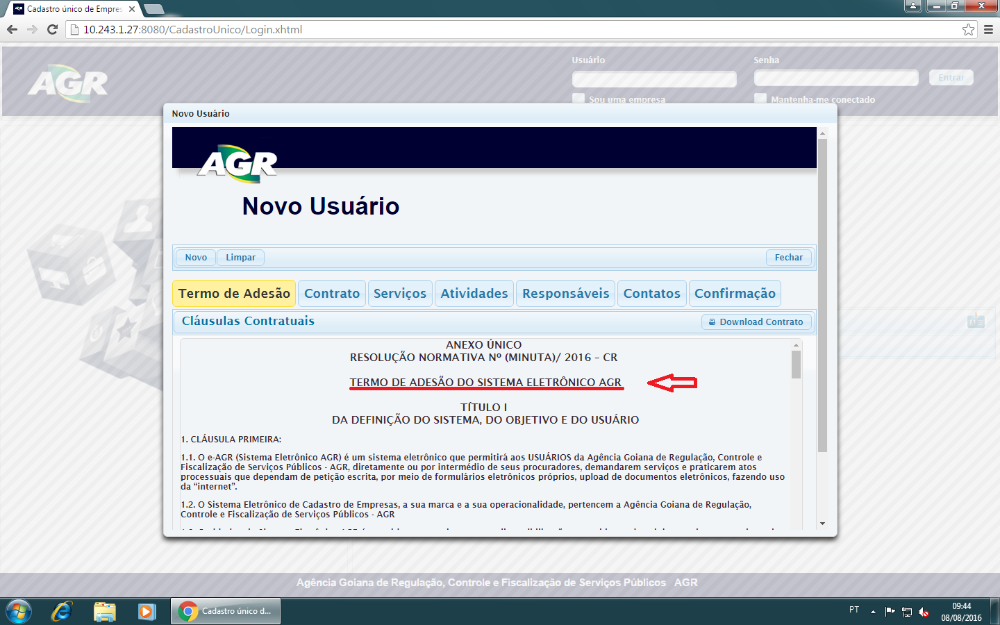 Cadastro único de Empres
10.243.1.27:8080/CadastroUnico/Login.xhtml
AGR
Usuário
Senha
Entrar
Sou uma empresa
Mantenha-me conectado
Novo Usuário
AGR
Novo Usuário
Novo
Limpar
Fechar
Termo de Adesão
Contrato
Serviços
Atividades
Responsáveis
Contatos
Confirmação
Cláusulas Contratuais
Download Contrato
ANEXO ÚNICO
RESOLUÇÃO NORMATIVA Nº (MINUTA)/ 2016 – CR
TERMO DE ADESÃO DO SISTEMA ELETRÔNICO AGR
TÍTULO I
DA DEFINIÇÃO DO SISTEMA, DO OBJETIVO E DO USUÁRIO
1. CLÁUSULA PRIMEIRA:
1.1. O e-AGR (Sistema Eletrônico AGR) é um sistema eletrônico que permitirá aos USUÁRIOS da Agência Goiana de Regulação, Controle e
Fiscalização de Serviços Públicos - AGR, diretamente ou por intermédio de seus procuradores, demandarem serviços e praticarem atos
processuais que dependam de petição escrita, por meio de formulários eletrônicos próprios, upload de documentos eletrônicos, fazendo uso
da “internet”.
1.2. O Sistema Eletrônico de Cadastro de Empresas, a sua marca e a sua operacionalidade, pertencem a Agência Goiana de Regulação,
Controle e Fiscalização de Serviços Públicos - AGR
Agência Goiana de Regulação, Controle e Fiscalização de Serviços Públicos AGR
Cadastro único d...
PT
09:44
08/08/2016